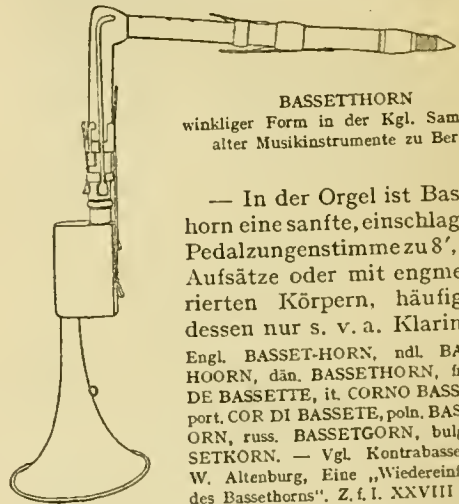 BASSETTHORN
winkliger Form in der Kgl. Sam
alter Musikinstrumente zu Ber
— In der Orgel ist Bas
horn eine sanfte, einschlag
Pedalzungenstimme zu 8′,
Aufsätze oder mit engme
rierten Körpern, häufig
dessen nur s. v. a. Klarin
Engl. BASSET-HORN, ndl. BA
HOORN, dän. BASSETHORN, fr
DE BASSETTE, it. CORNO BASS
port. COR DI BASSETE, poln. BAS
ORN, russ. BASSETGORN, bulg
SETKORN. — Vgl. Kontrabasse
W. Altenburg, Eine „Wiedereinf
des Bassethorns". Z. f. I. XXVIII